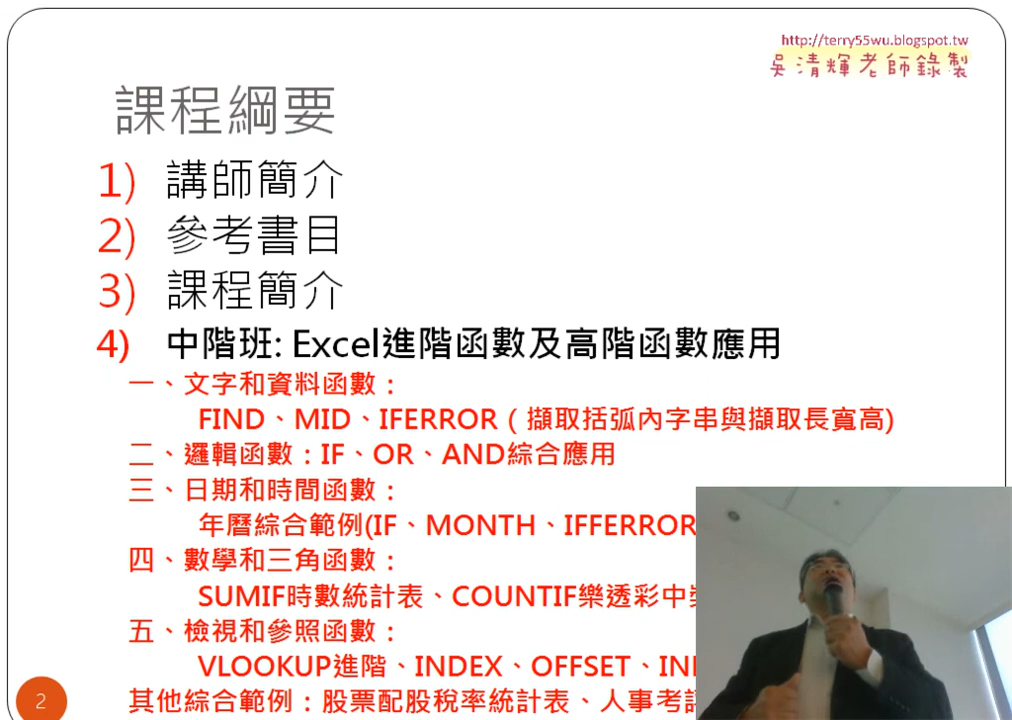 http://terry55wu.blogspot.tw
吳清輝老師錄製
課程綱要
1) 講師簡介
2) 參考書目
3) 課程簡介
4) 中階班: Excel進階函數及高階函數應用
一、文字和資料函數：
FIND、MID、IFERROR（擷取括弧內字串與擷取長寬高)
二、邏輯函數：IF、OR、AND綜合應用
三、日期和時間函數：
年曆綜合範例(IF、MONTH、IFFERROR
四、數學和三角函數：
SUMIF時數統計表、COUNTIF樂透彩中
五、檢視和參照函數：
VLOOKUP進階、INDEX、OFFSET、IN
其他綜合範例：股票配股稅率統計表、人事考
2